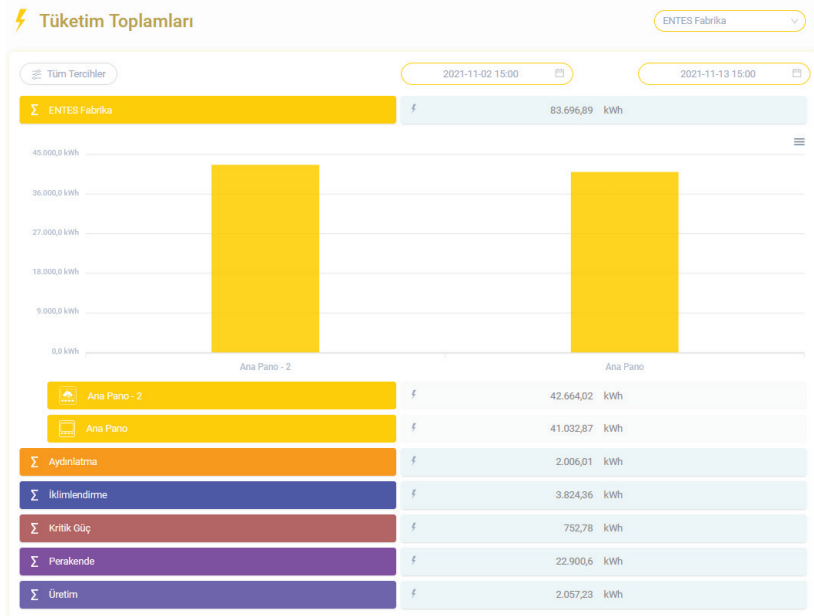 Tüketim Toplamları
ENTES Fabrika
Tüm Tercihler
2021-11-02 15:00
2021-11-13 15:00
Σ ENTES Fabrika 83.696,89 kWh
45.000,0 kWh
36.000,0 kWh
27.000,0 kWh
18.000,0 kWh
9.000,0 kWh
0,0 kWh
Ana Pano - 2
Ana Pano
Ana Pano - 2 42.664,02 kWh
Ana Pano 41.032,87 kWh
Σ Aydınlatma 2.006,01 kWh
Σ İklimlendirme 3.824,36 kWh
Σ Kritik Güç 752,78 kWh
Σ Perakende 22.900,6 kWh
Σ Üretim 2.057,23 kWh